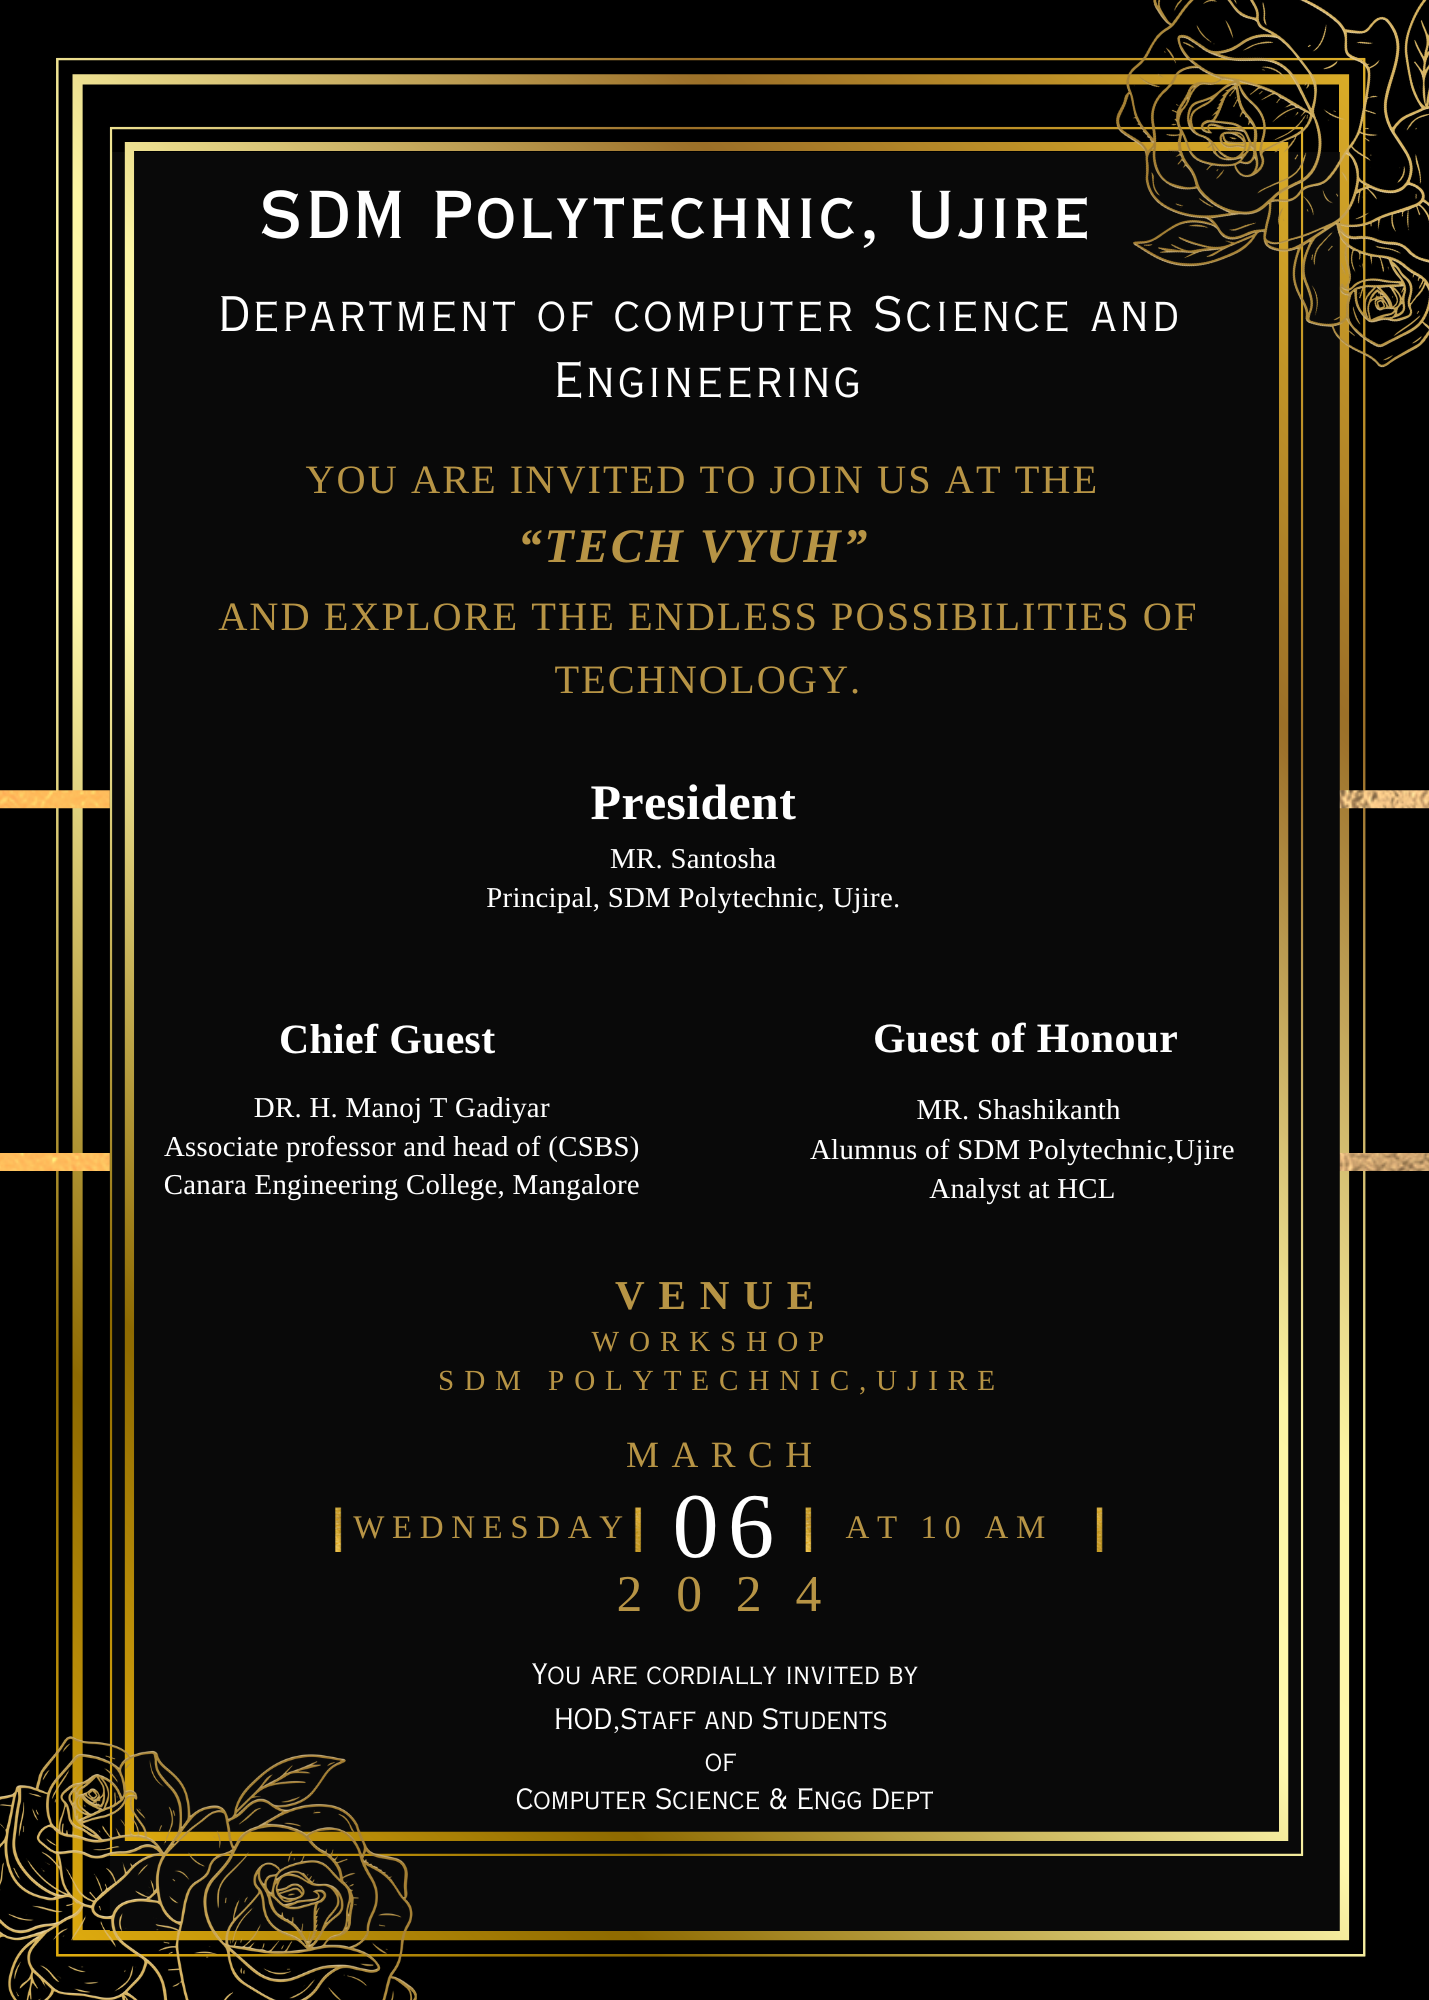 SDM Polytechnic, Ujire
Department of computer Science and
Engineering
YOU ARE INVITED TO JOIN US AT THE
“TECH VYUH”
AND EXPLORE THE ENDLESS POSSIBILITIES OF
TECHNOLOGY.
President
MR. Santosha
Principal, SDM Polytechnic, Ujire.
Chief Guest
DR. H. Manoj T Gadiyar
Associate professor and head of (CSBS)
Canara Engineering College, Mangalore
Guest of Honour
MR. Shashikanth
Alumnus of SDM Polytechnic,Ujire
Analyst at HCL
VENUE
WORKSHOP
SDM POLYTECHNIC,UJIRE
MARCH
WEDNESDAY 06 AT 10 AM
2024
You are cordially invited by
HOD,Staff and Students
of
Computer Science & Engg Dept